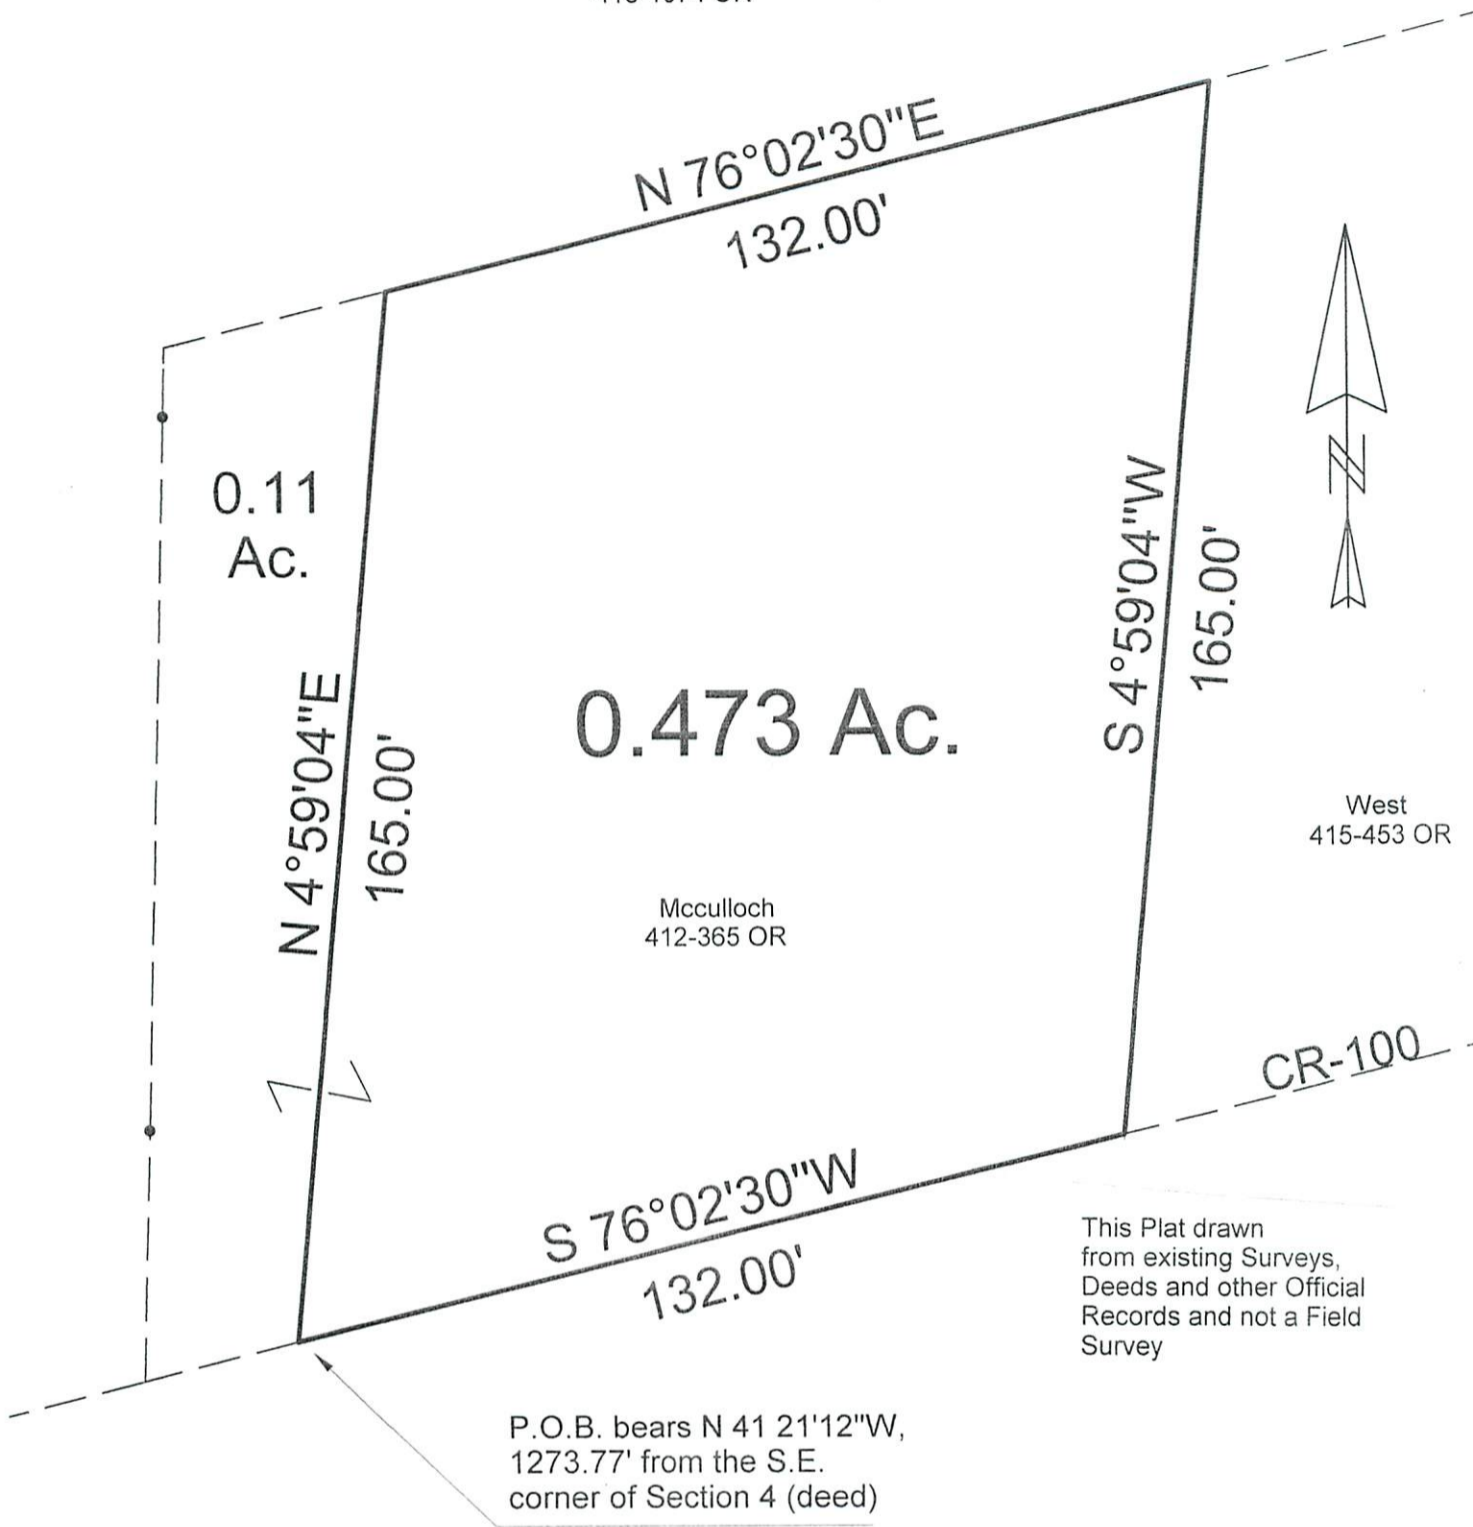 N 76°02'30"E
132.00'
0.11
Ac.
N 4°59'04"E
165.00'
0.473 Ac.
S 4°59'04"W
165.00'
N
West
415-453 OR
Mcculloch
412-365 OR
CR-100
S 76°02'30"W
132.00'
This Plat drawn
from existing Surveys,
Deeds and other Official
Records and not a Field
Survey
P.O.B. bears N 41 21'12"W,
1273.77' from the S.E.
corner of Section 4 (deed)